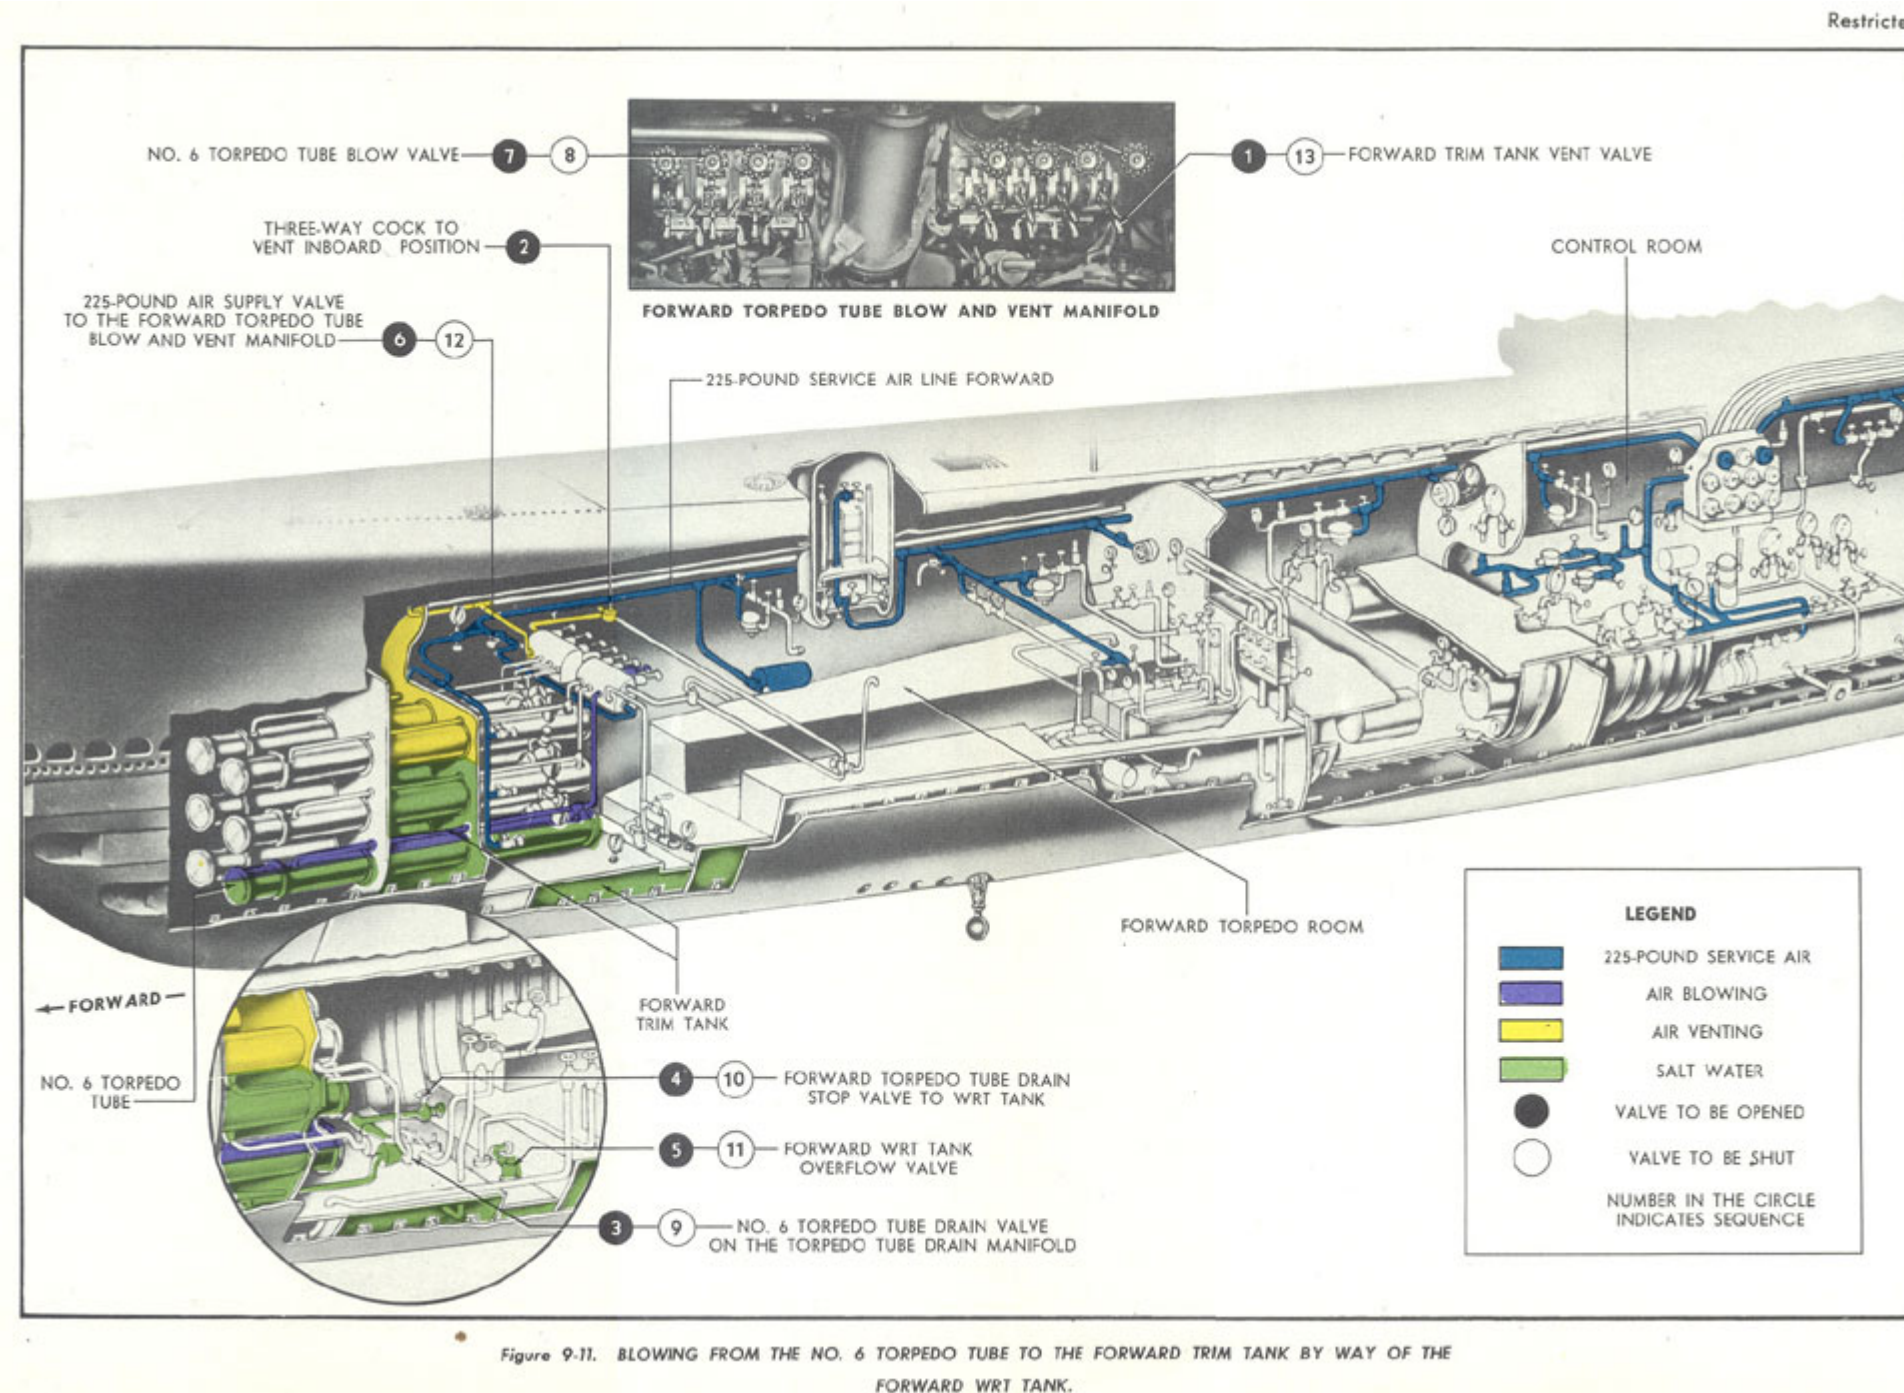 Restricte
NO. 6 TORPEDO TUBE BLOW VALVE
7
8
1
13
FORWARD TRIM TANK VENT VALVE
THREE-WAY COCK TO
VENT INBOARD POSITION
2
CONTROL ROOM
225-POUND AIR SUPPLY VALVE
TO THE FORWARD TORPEDO TUBE
BLOW AND VENT MANIFOLD
6
12
FORWARD TORPEDO TUBE BLOW AND VENT MANIFOLD
225-POUND SERVICE AIR LINE FORWARD
FORWARD TORPEDO ROOM
FORWARD
FORWARD
TRIM TANK
NO. 6 TORPEDO
TUBE
4
10
FORWARD TORPEDO TUBE DRAIN
STOP VALVE TO WRT TANK
5
11
FORWARD WRT TANK
OVERFLOW VALVE
3
9
NO. 6 TORPEDO TUBE DRAIN VALVE
ON THE TORPEDO TUBE DRAIN MANIFOLD
LEGEND
225-POUND SERVICE AIR
AIR BLOWING
AIR VENTING
SALT WATER
VALVE TO BE OPENED
VALVE TO BE SHUT
NUMBER IN THE CIRCLE
INDICATES SEQUENCE
Figure 9-11. BLOWING FROM THE NO. 6 TORPEDO TUBE TO THE FORWARD TRIM TANK BY WAY OF THE
FORWARD WRT TANK.